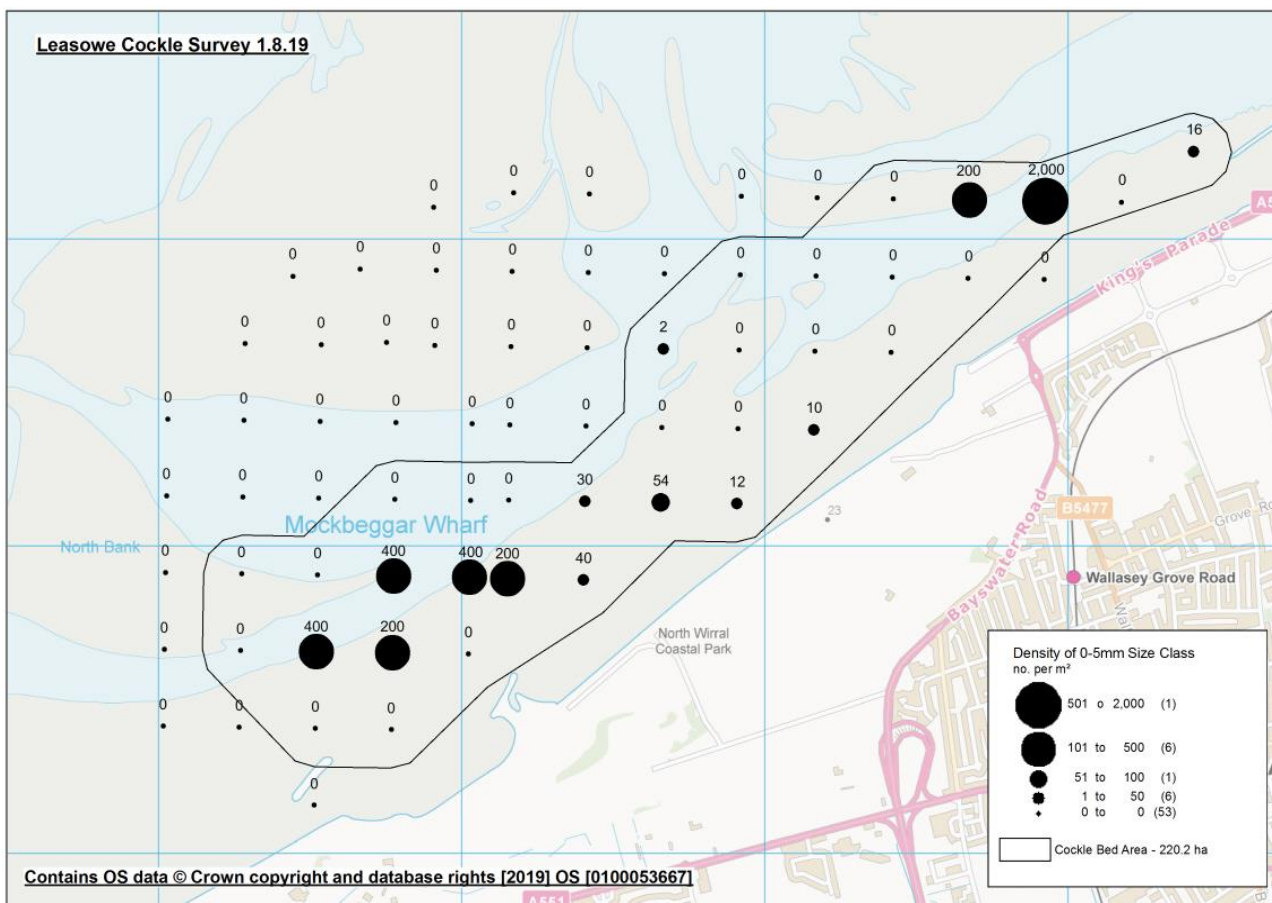 Leasowe Cockle Survey 1.8.19
16
0 0 0 0 0 0 200 2,000 0
0
0 0 0 0 0 0 0 0 0 0 0
0 0 0 0 0 0 2 0 0 0
0 0 0 0 0 0 0 0 0 10
0 0 0 0 0 0 30 54 12
Mockbeggar Wharf
23
North Bank
0 0 0 400 400 200 40
0 0 400 200 0
0 0 0 0
0
King's Parade
B5477
Bayswater Road
Wallasey Grove Road
North Wirral
Coastal Park
Density of 0-5mm Size Class
no. per m²
501 o 2,000 (1)
101 to 500 (6)
51 to 100 (1)
1 to 50 (6)
0 to 0 (53)
Cockle Bed Area - 220.2 ha
Contains OS data © Crown copyright and database rights [2019] OS [0100053667]
A551